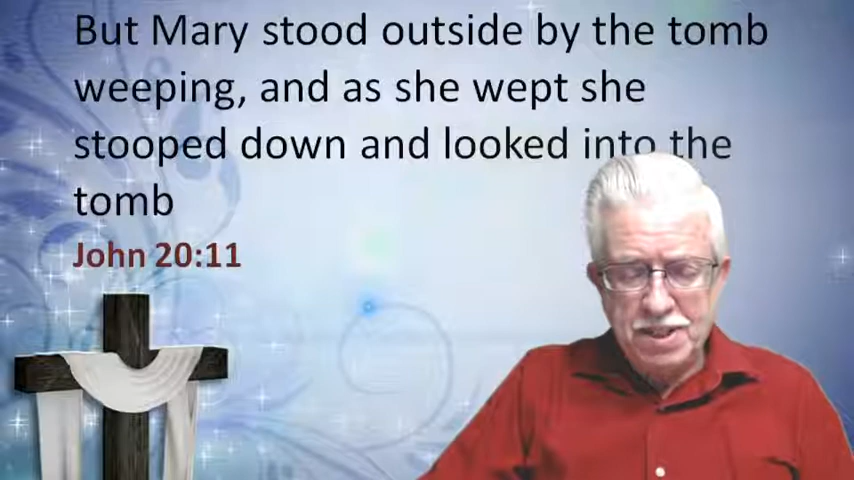 But Mary stood outside by the tomb
weeping, and as she wept she
stooped down and looked into the
tomb
John 20:11